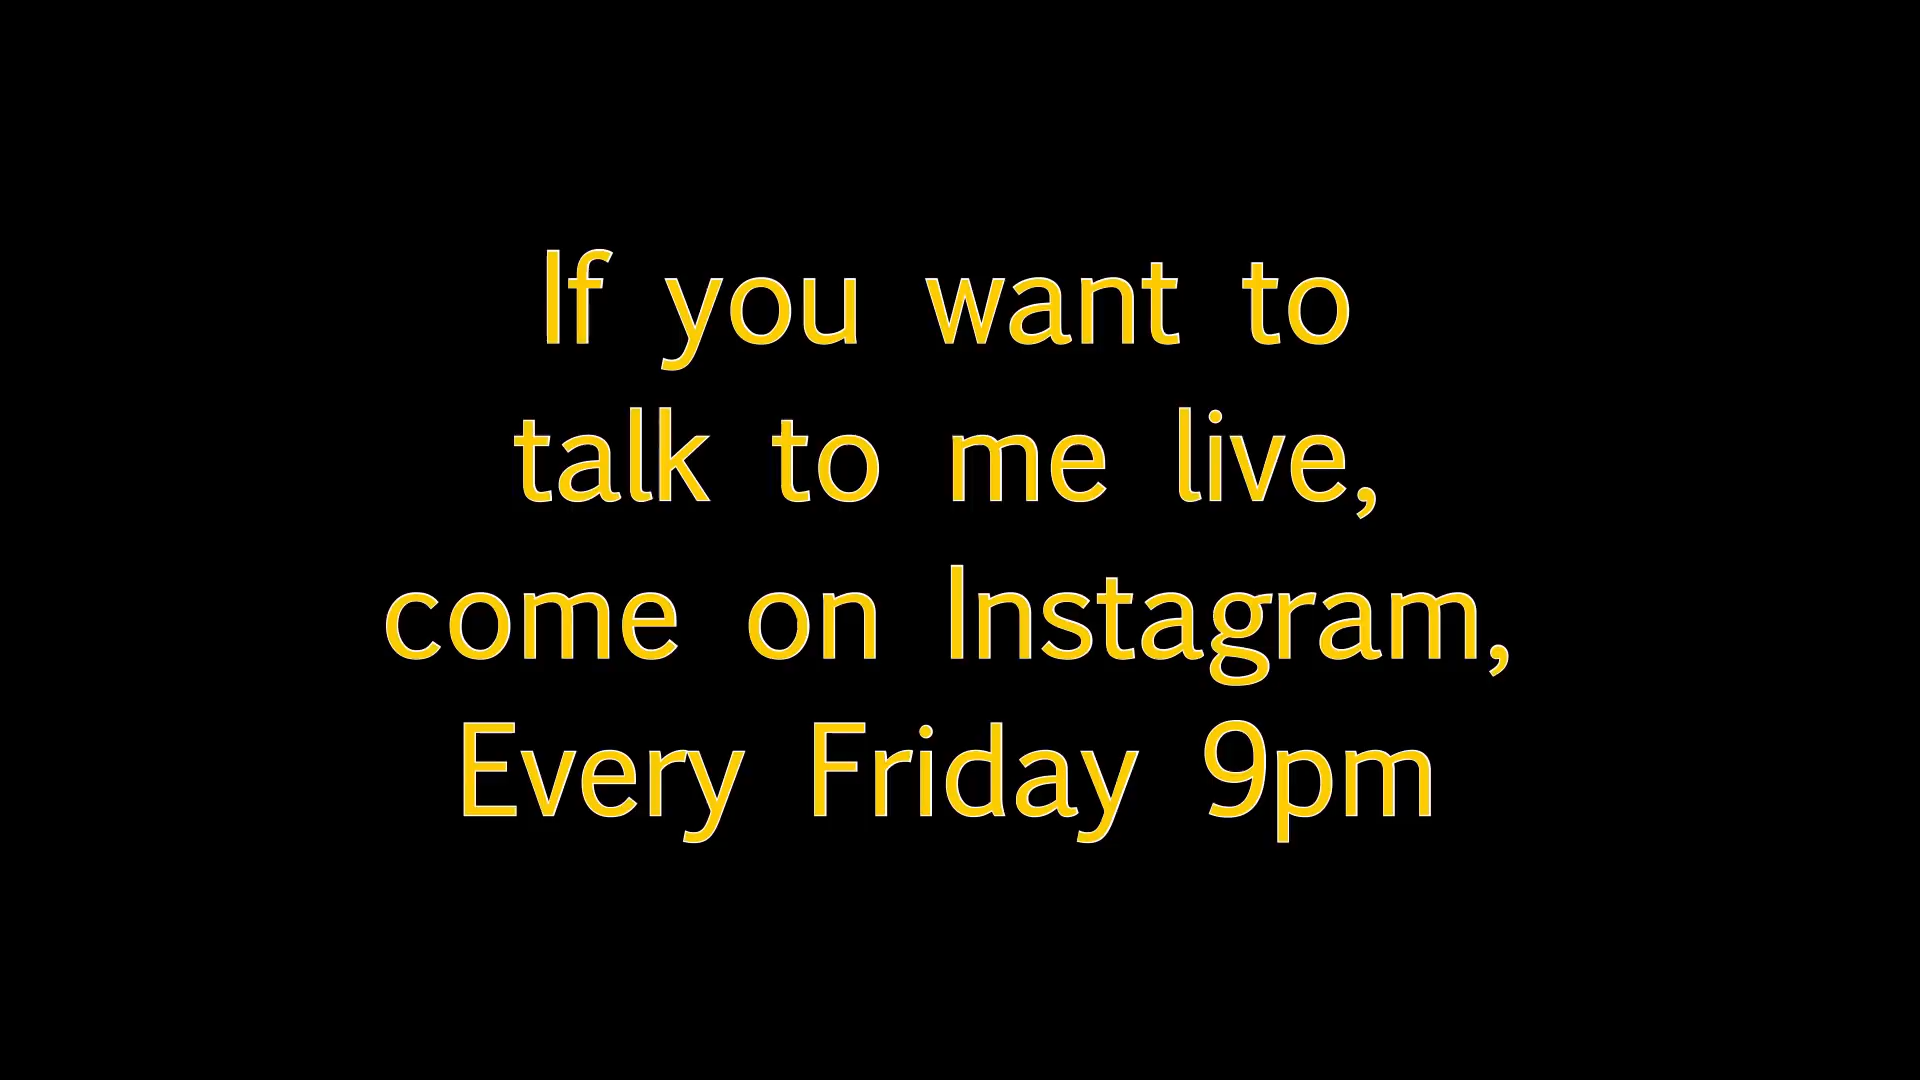 If you want to
talk to me live,
come on Instagram,
Every Friday 9pm